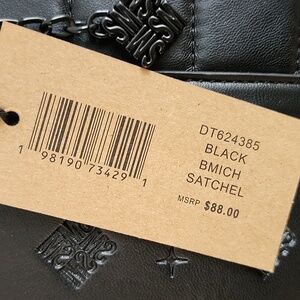 1 98190 73429 1
DT624385
BLACK
BMICH
SATCHEL
MSRP $88.00